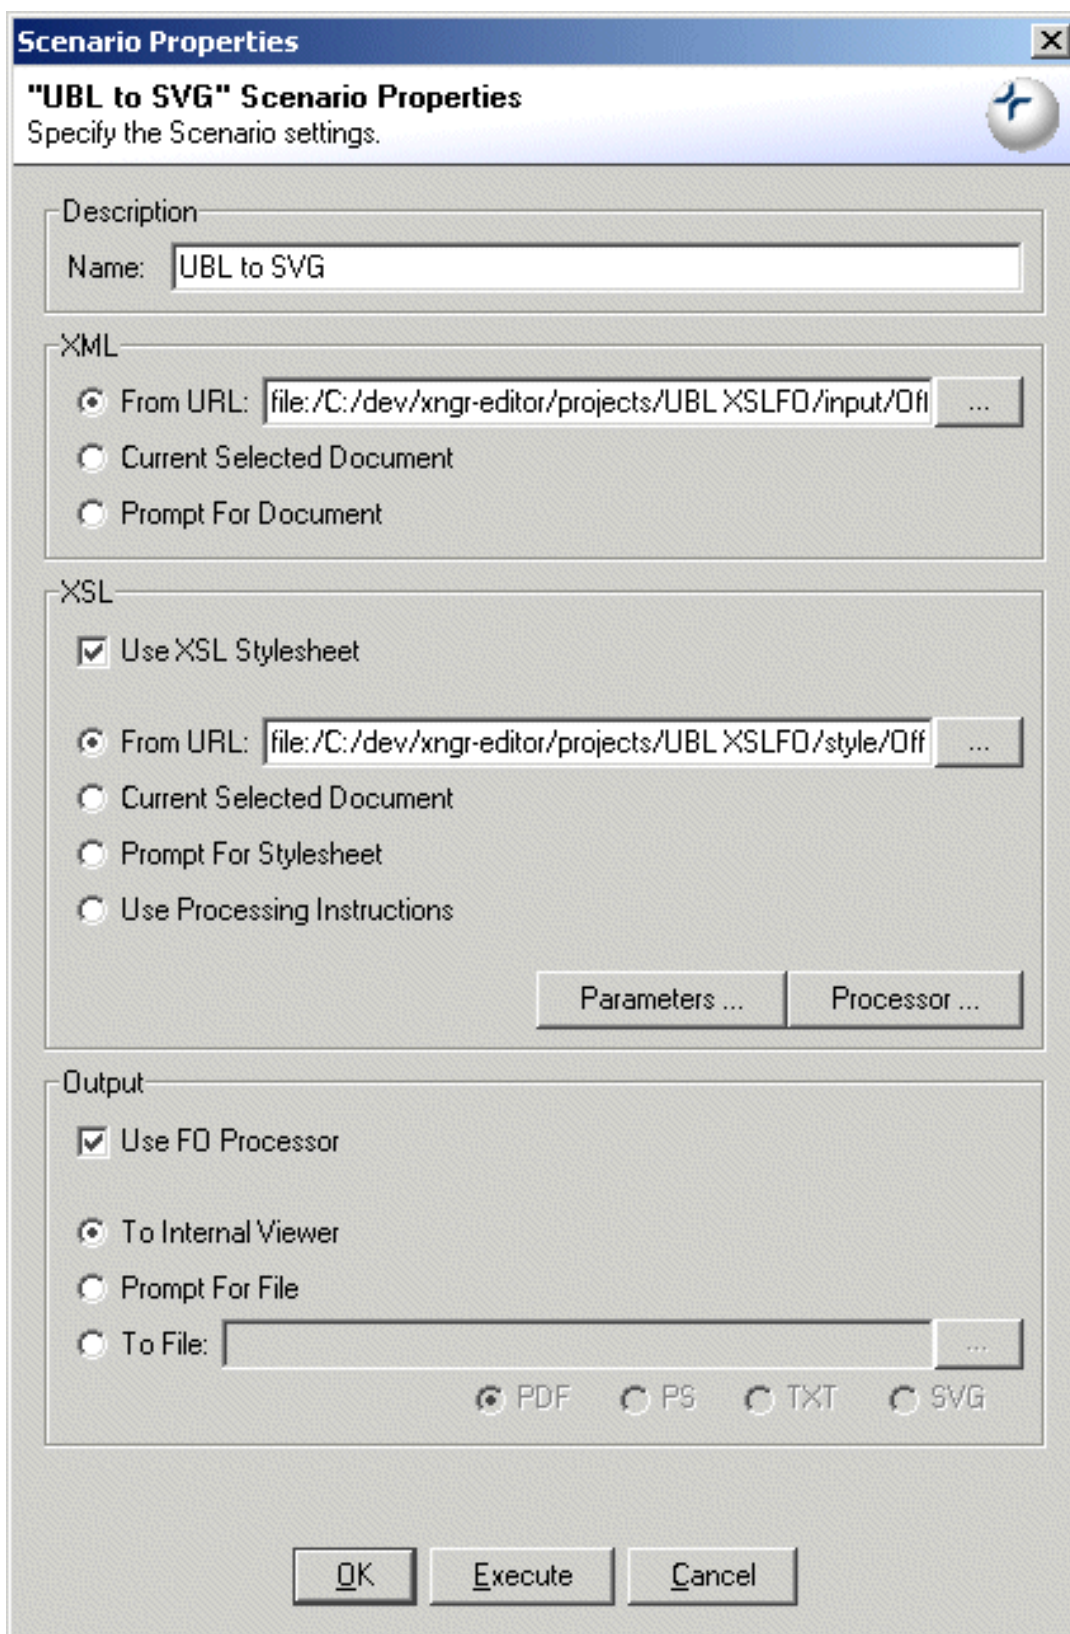 Scenario Properties
"UBL to SVG" Scenario Properties
Specify the Scenario settings.
Description
Name: UBL to SVG
XML
From URL: file:/C:/dev/xngr-editor/projects/UBL XSLFO/input/Off ...
Current Selected Document
Prompt For Document
XSL
Use XSL Stylesheet
From URL: file:/C:/dev/xngr-editor/projects/UBL XSLFO/style/Off ...
Current Selected Document
Prompt For Stylesheet
Use Processing Instructions
Parameters ... Processor ...
Output
Use FO Processor
To Internal Viewer
Prompt For File
To File: ...
PDF PS TXT SVG
OK Execute Cancel